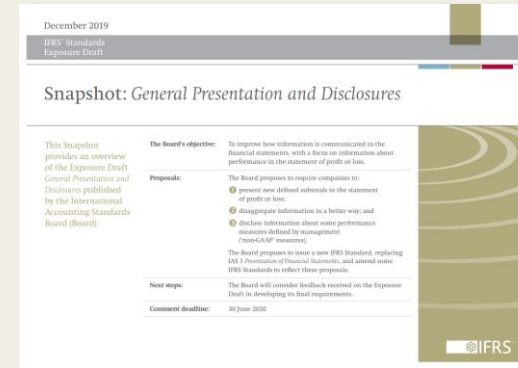 December 2019
IFRS® Standards
Exposure Draft
Snapshot: General Presentation and Disclosures
This Snapshot
provides an overview
of the Exposure Draft
General Presentation and
Disclosures published
by the International
Accounting Standards
Board (Board).
The Board's objective:
To improve how information is communicated in the
financial statements, with a focus on information about
performance in the statement of profit or loss.
Proposals:
The Board proposes to require companies to:
1 present new defined subtotals in the statement
of profit or loss;
2 disaggregate information in a better way; and
3 disclose information about some performance
measures defined by management
('non-GAAP' measures).
The Board proposes to issue a new IFRS Standard, replacing
IAS 1 Presentation of Financial Statements, and amend some
IFRS Standards to reflect these proposals.
Next steps:
The Board will consider feedback received on the Exposure
Draft in developing its final requirements.
Comment deadline:
30 June 2020
IFRS